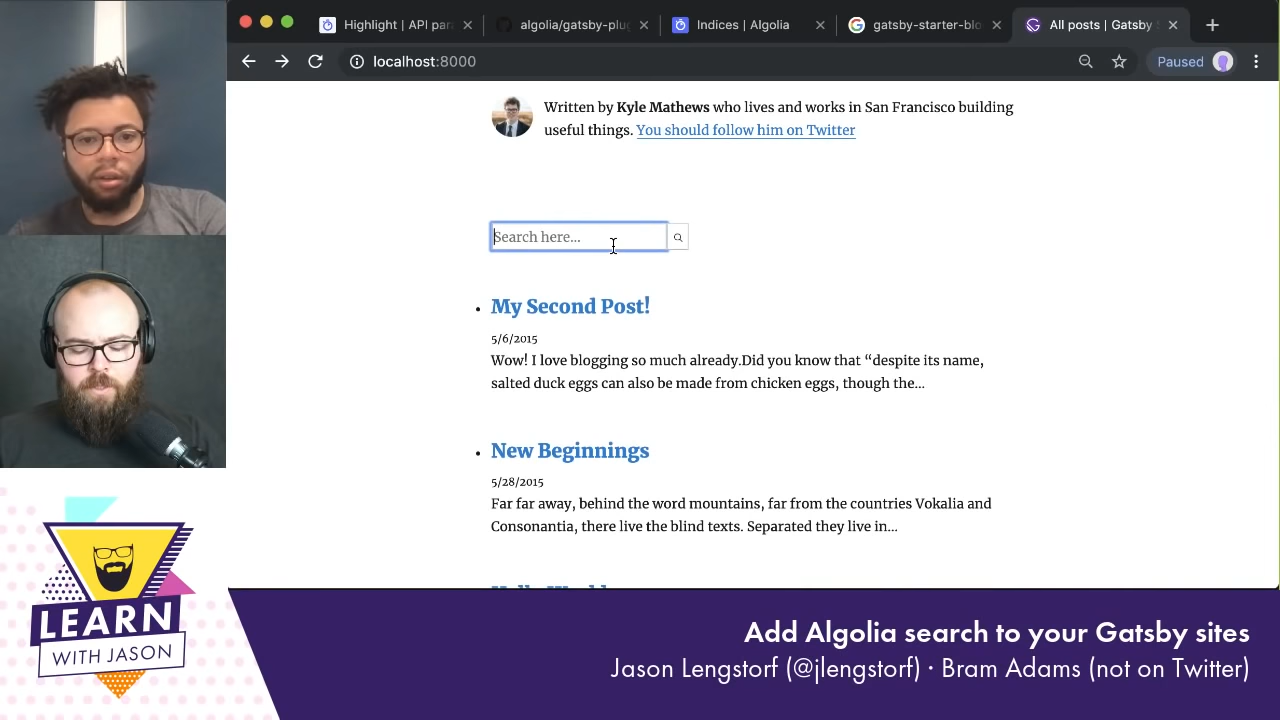 Highlight | API par
algolia/gatsby-plug
Indices | Algolia
gatsby-starter-blo
All posts | Gatsby
localhost:8000
Paused
Written by Kyle Mathews who lives and works in San Francisco building
useful things. You should follow him on Twitter
Search here...
My Second Post!
5/6/2015
Wow! I love blogging so much already.Did you know that “despite its name,
salted duck eggs can also be made from chicken eggs, though the…
New Beginnings
5/28/2015
Far far away, behind the word mountains, far from the countries Vokalia and
Consonantia, there live the blind texts. Separated they live in…
LEARN
WITH JASON
Add Algolia search to your Gatsby sites
Jason Lengstorf (@jlengstorf) · Bram Adams (not on Twitter)